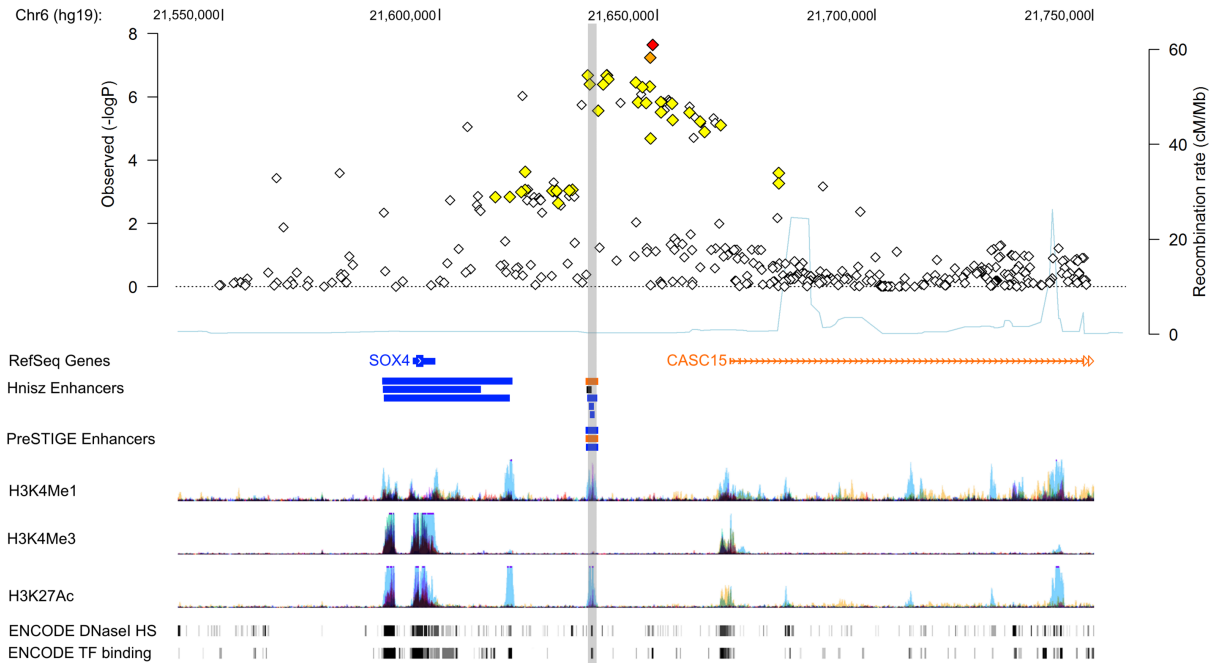 Chr6 (hg19): 21,550,000 21,600,000 21,650,000 21,700,000 21,750,000
8
6
4
2
0
Observed (-logP)
60
40
20
0
Recombination rate (cM/Mb)
RefSeq Genes SOX4 CASC15
Hnisz Enhancers
PreSTIGE Enhancers
H3K4Me1
H3K4Me3
H3K27Ac
ENCODE DNaseI HS
ENCODE TF binding